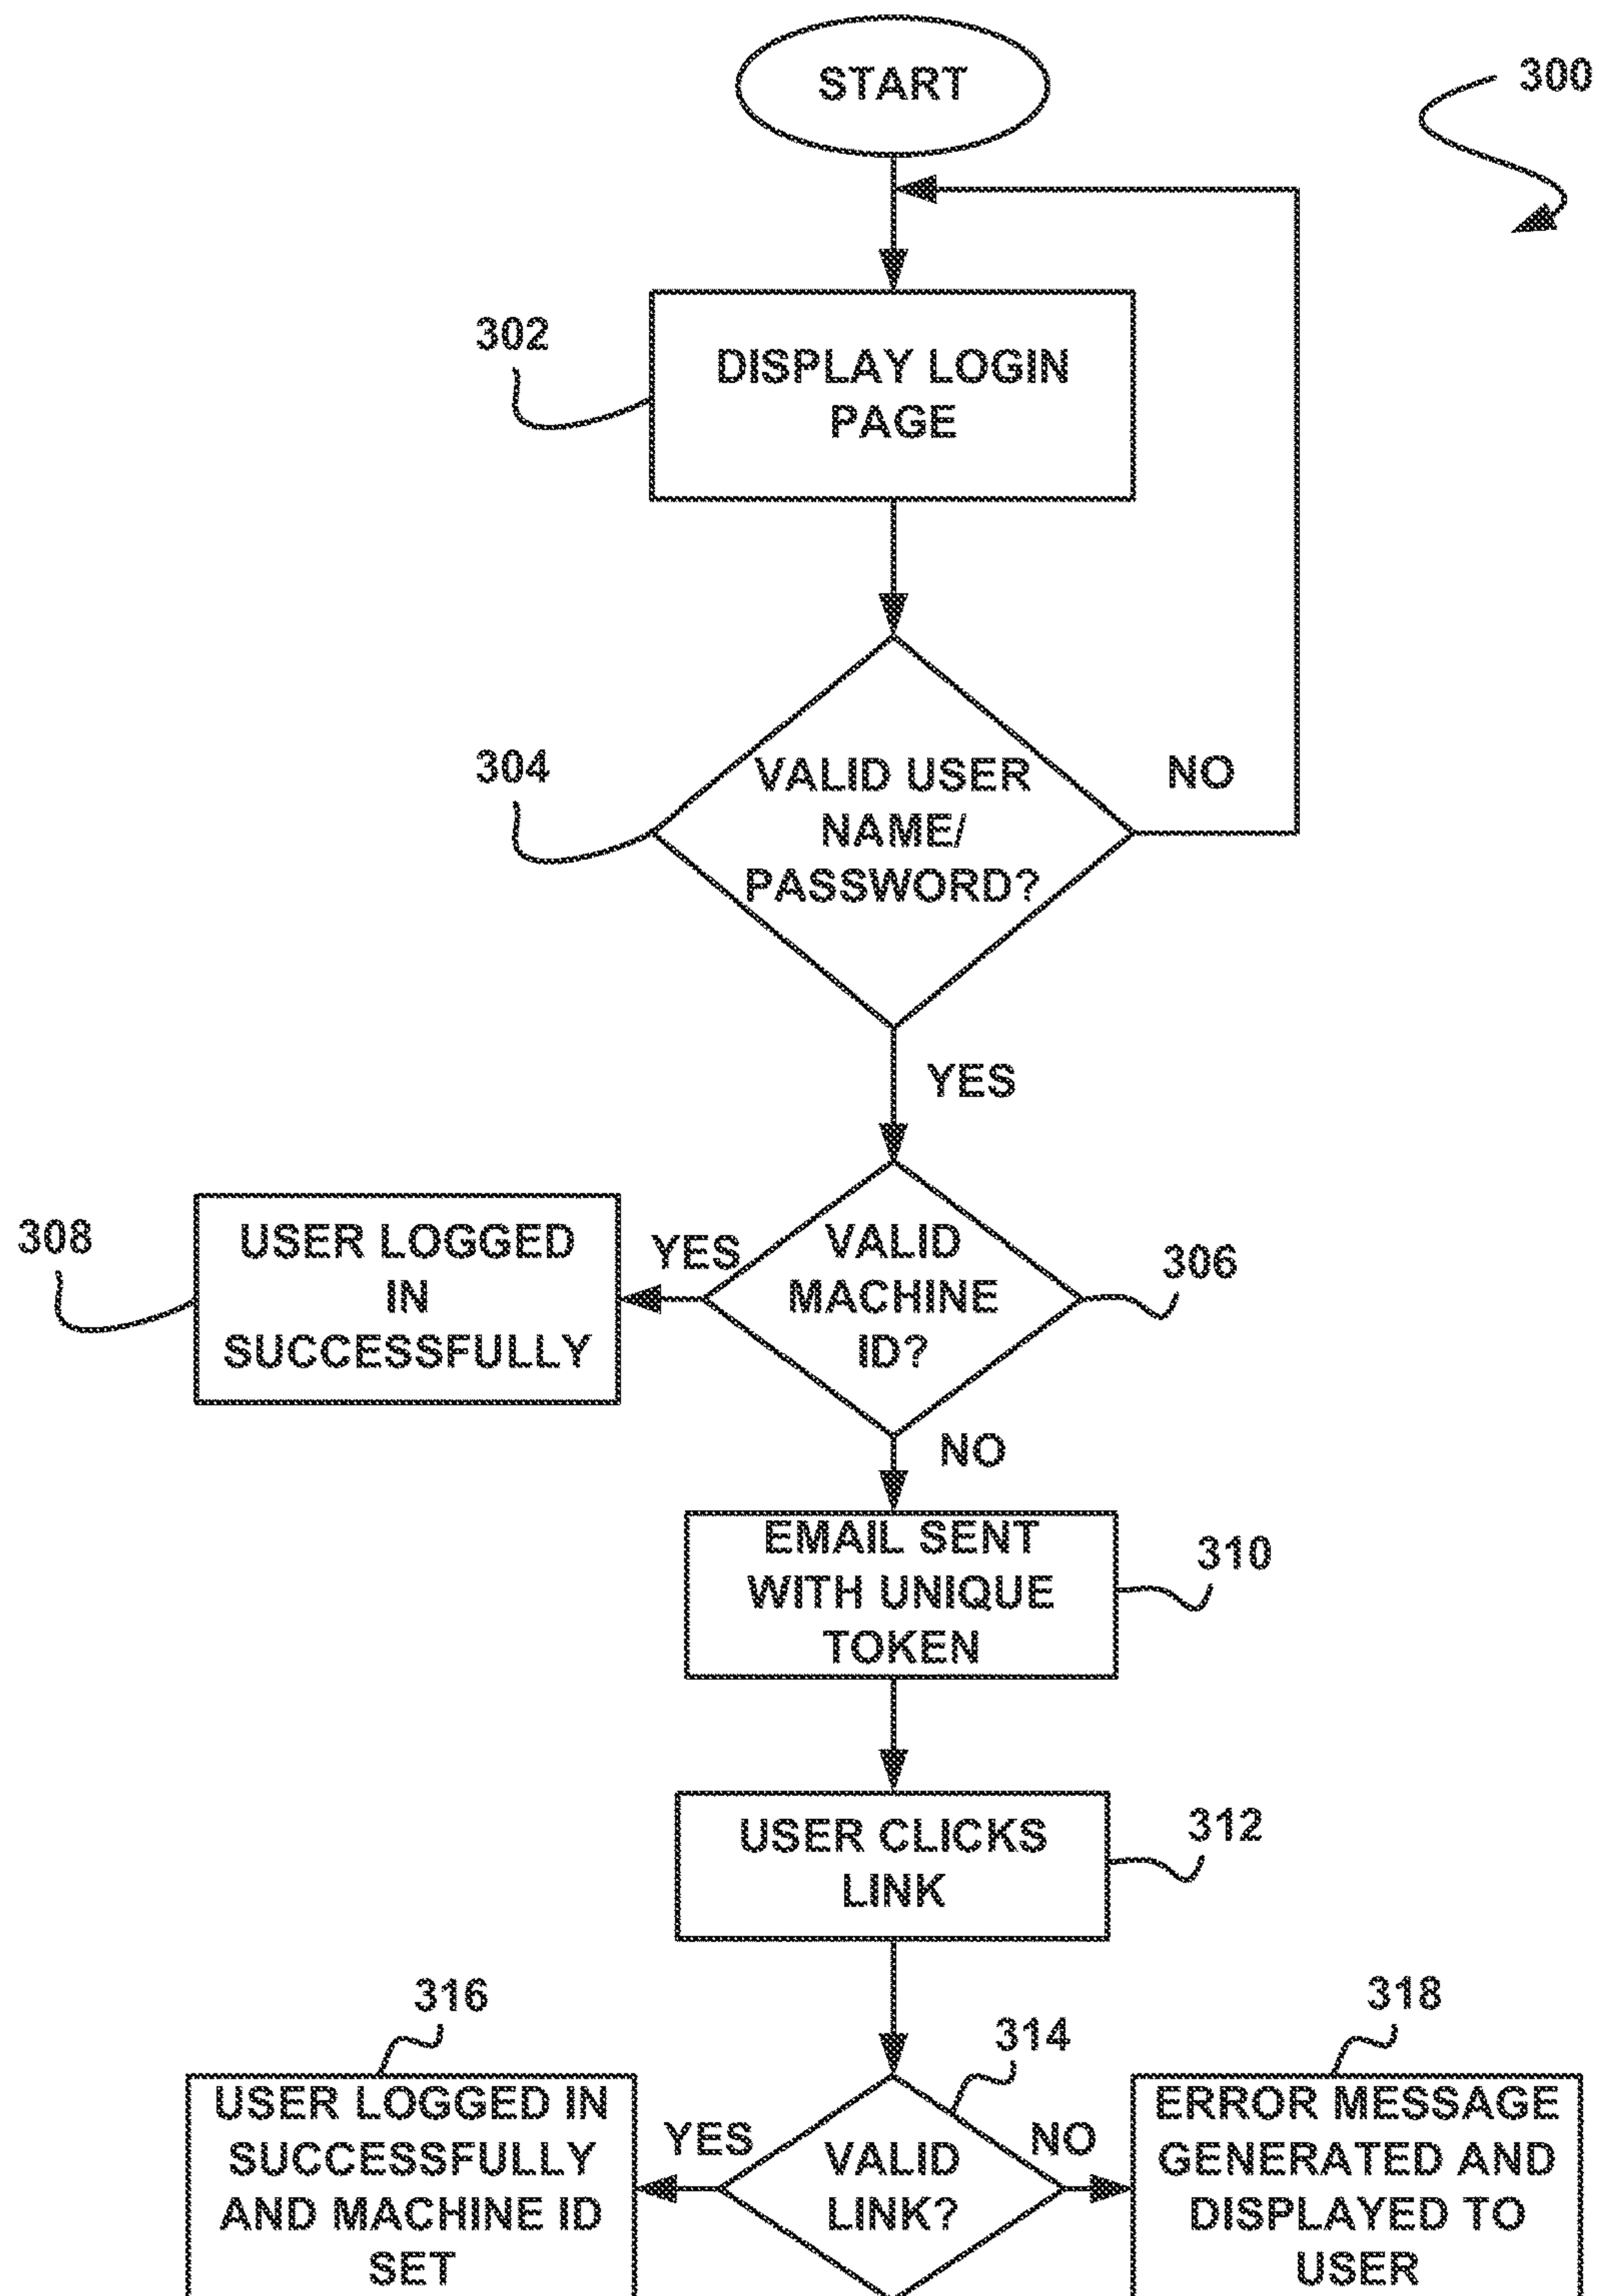 START
300
302
DISPLAY LOGIN
PAGE
304
VALID USER
NAME/
PASSWORD?
NO
YES
308
USER LOGGED
IN
SUCCESSFULLY
YES
VALID
MACHINE
ID?
306
NO
EMAIL SENT
WITH UNIQUE
TOKEN
310
USER CLICKS
LINK
312
316
314
318
USER LOGGED IN
SUCCESSFULLY
AND MACHINE ID
SET
YES
VALID
LINK?
NO
ERROR MESSAGE
GENERATED AND
DISPLAYED TO
USER